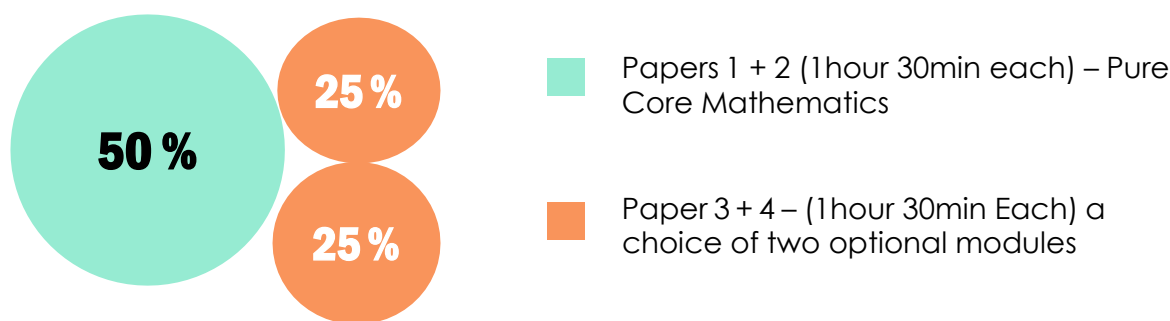 50 %
25 %
25 %
Papers 1 + 2 (1hour 30min each) – Pure
Core Mathematics
Paper 3 + 4 – (1hour 30min Each) a
choice of two optional modules